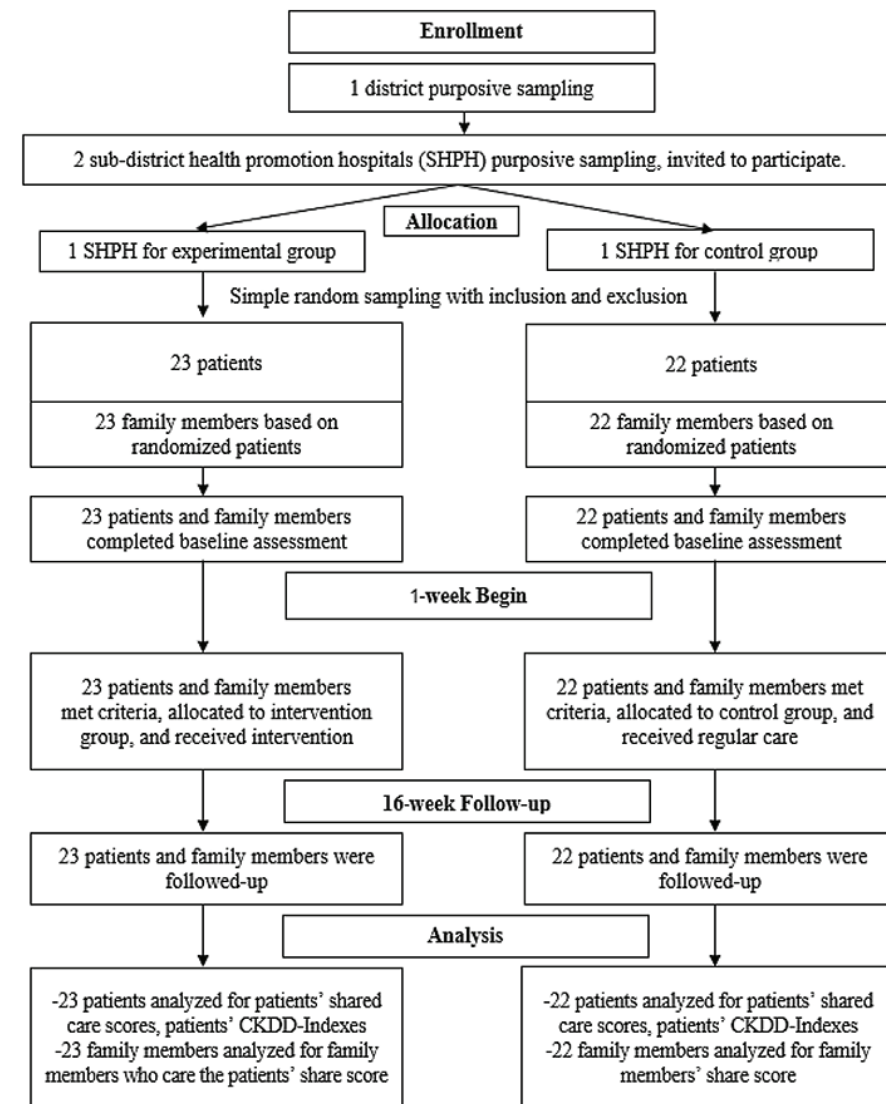 Enrollment
1 district purposive sampling
2 sub-district health promotion hospitals (SHPH) purposive sampling, invited to participate.
Allocation
1 SHPH for experimental group
1 SHPH for control group
Simple random sampling with inclusion and exclusion
23 patients
22 patients
23 family members based on
randomized patients
22 family members based on
randomized patients
23 patients and family members
completed baseline assessment
22 patients and family members
completed baseline assessment
1-week Begin
23 patients and family members
met criteria, allocated to intervention
group, and received intervention
22 patients and family members met
criteria, allocated to control group, and
received regular care
16-week Follow-up
23 patients and family members were
followed-up
22 patients and family members were
followed-up
Analysis
-23 patients analyzed for patients’ shared
care scores, patients’ CKDD-Indexes
-23 family members analyzed for family
members who care the patients’ share score
-22 patients analyzed for patients’ shared
care scores, patients’ CKDD-Indexes
-22 family members analyzed for family
members’ share score